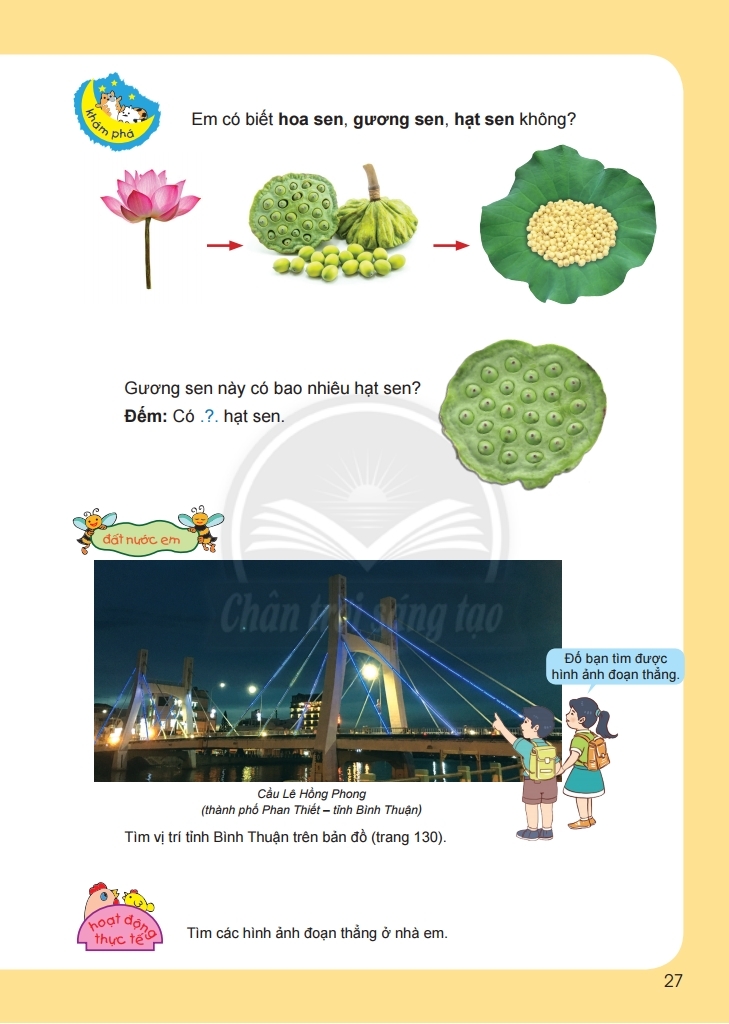 khám phá
Em có biết hoa sen, gương sen, hạt sen không?
Gương sen này có bao nhiêu hạt sen?
Đếm: Có .?. hạt sen.
đất nước em
Chân trời sáng tạo
Đố bạn tìm được
hình ảnh đoạn thẳng.
Cầu Lê Hồng Phong
(thành phố Phan Thiết – tỉnh Bình Thuận)
Tìm vị trí tỉnh Bình Thuận trên bản đồ (trang 130).
hoạt động
thực tế
Tìm các hình ảnh đoạn thẳng ở nhà em.
27